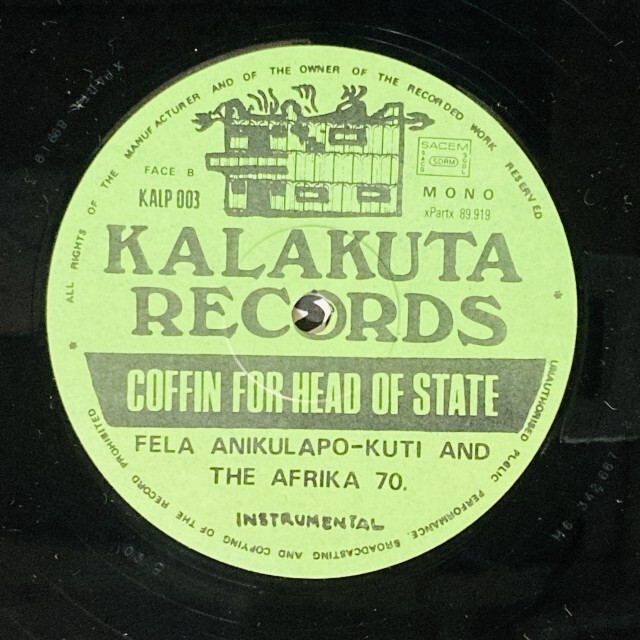 ALL RIGHTS OF THE MANUFACTURER AND OF THE OWNER OF THE RECORDED WORK RESERVED
UNAUTHORISED PUBLIC PERFORMANCE, BROADCASTING AND COPYING OF THE RECORD PROHIBITED
FACE B
KALP 003
SACEM
SDRM
MONO
xPartx 89.919
KALAKUTA
RECORDS
COFFIN FOR HEAD OF STATE
FELA ANIKULAPO-KUTI AND
THE AFRIKA 70.
INSTRUMENTAL